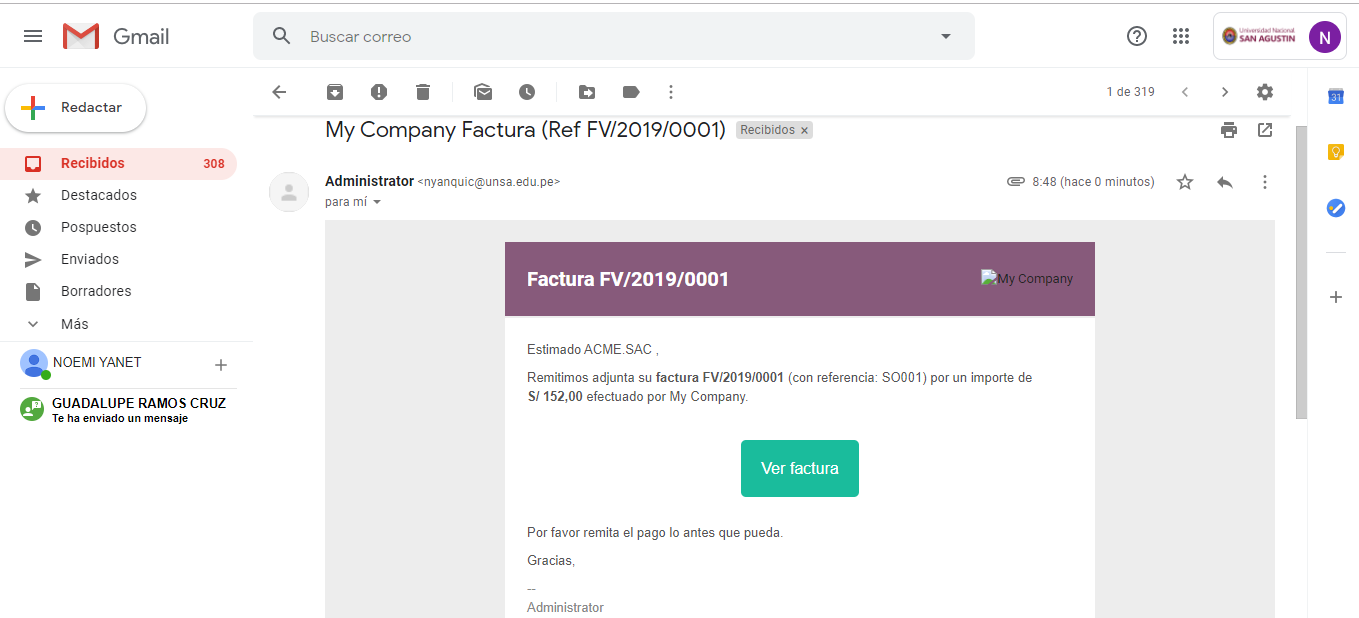 Gmail
Buscar correo
Universidad Nacional
SAN AGUSTIN
N
Redactar
1 de 319
31
My Company Factura (Ref FV/2019/0001)
Recibidos ×
Recibidos 308
Destacados
Pospuestos
Enviados
Borradores
Más
NOEMI YANET
GUADALUPE RAMOS CRUZ
Te ha enviado un mensaje
Administrator <nyanquic@unsa.edu.pe>
8:48 (hace 0 minutos)
para mí
Factura FV/2019/0001
My Company
Estimado ACME.SAC ,
Remitimos adjunta su factura FV/2019/0001 (con referencia: SO001) por un importe de
S/ 152,00 efectuado por My Company.
Ver factura
Por favor remita el pago lo antes que pueda.
Gracias,
--
Administrator